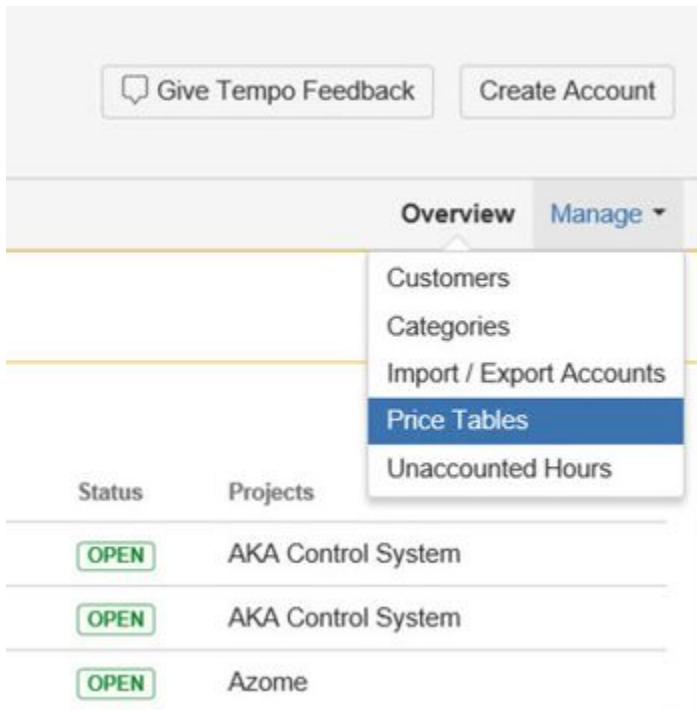 Give Tempo Feedback
Create Account
Overview
Manage
Customers
Categories
Import / Export Accounts
Price Tables
Unaccounted Hours
Status Projects
OPEN AKA Control System
OPEN AKA Control System
OPEN Azome